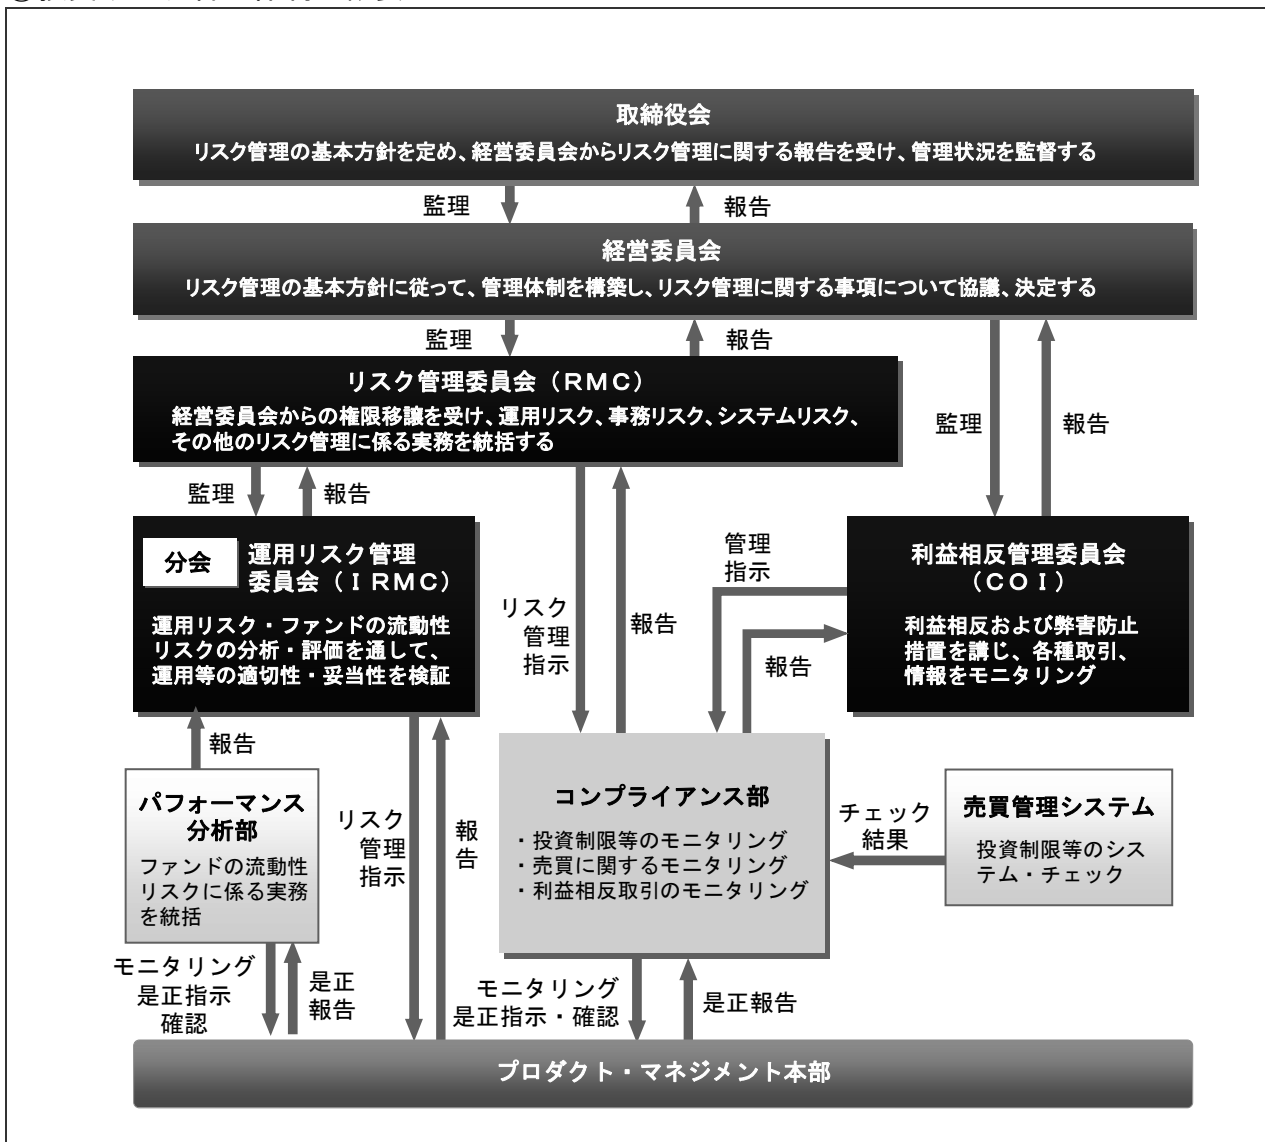 取締役会
リスク管理の基本方針を定め、経営委員会からリスク管理に関する報告を受け、管理状況を監督する
監理
報告
経営委員会
リスク管理の基本方針に従って、管理体制を構築し、リスク管理に関する事項について協議、決定する
監理
報告
リスク管理委員会（ＲＭＣ）
経営委員会からの権限移譲を受け、運用リスク、事務リスク、システムリスク、
その他のリスク管理に係る実務を統括する
監理
報告
監理
報告
分会
運用リスク管理
委員会（ＩＲＭＣ）
運用リスク・ファンドの流動性
リスクの分析・評価を通して、
運用等の適切性・妥当性を検証
リスク
管理
指示
報告
管理
指示
報告
利益相反管理委員会
（ＣＯＩ）
利益相反および弊害防止
措置を講じ、各種取引、
情報をモニタリング
報告
パフォーマンス
分析部
ファンドの流動性
リスクに係る実務
を統括
リスク
管理
指示
報
告
コンプライアンス部
・投資制限等のモニタリング
・売買に関するモニタリング
・利益相反取引のモニタリング
チェック
結果
売買管理システム
投資制限等のシス
テム・チェック
モニタリング
是正指示
確認
是正
報告
モニタリング
是正指示・確認
是正報告
プロダクト・マネジメント本部